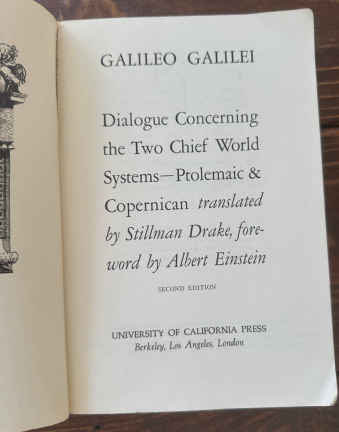 GALILEO GALILEI
Dialogue Concerning
the Two Chief World
Systems—Ptolemaic &
Copernican translated
by Stillman Drake, fore-
word by Albert Einstein
SECOND EDITION
UNIVERSITY OF CALIFORNIA PRESS
Berkeley, Los Angeles, London